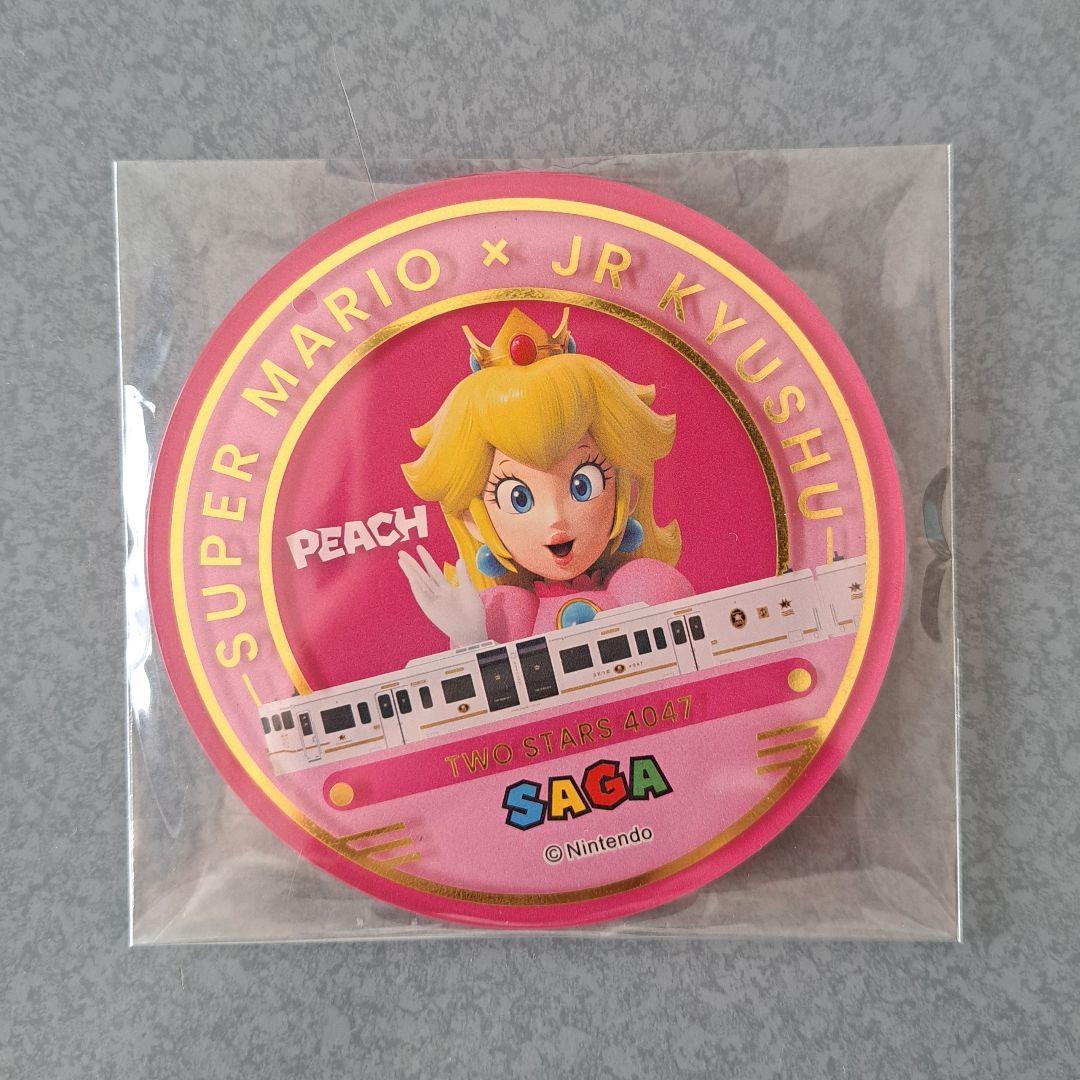 SUPER MARIO × JR KYUSHU
PEACH
TWO STARS 4047
SAGA
©Nintendo